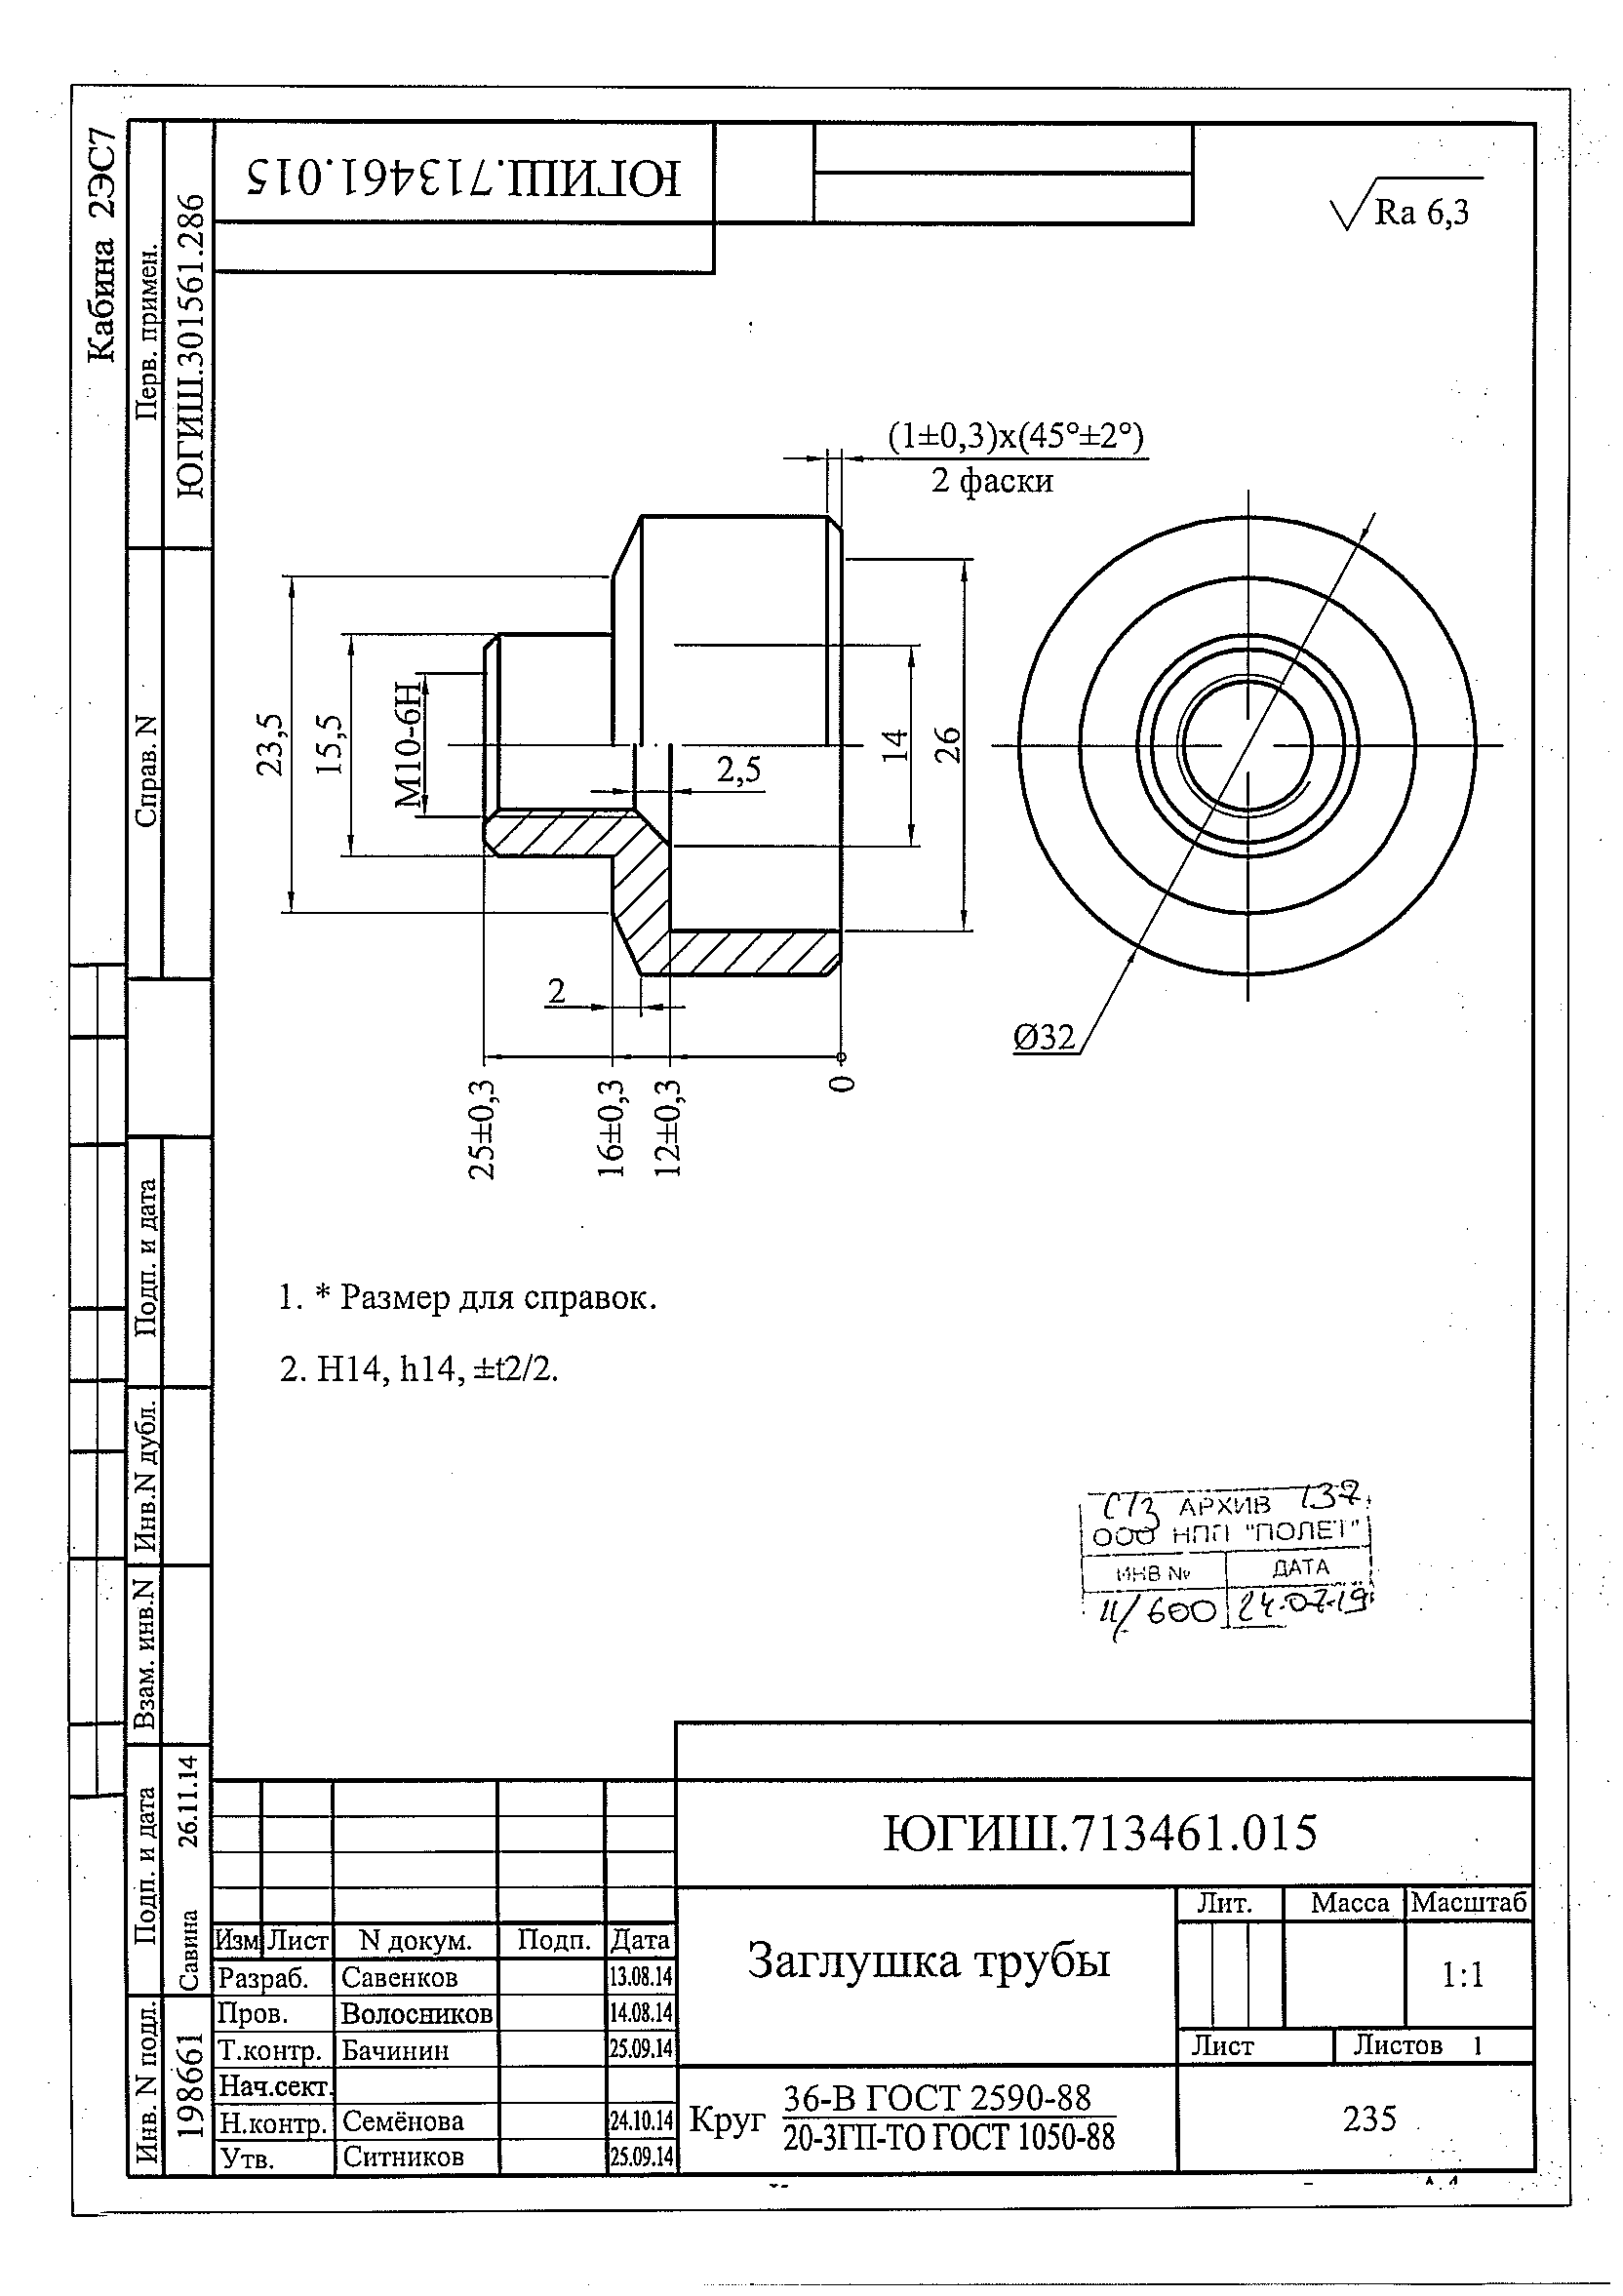 Кабина 2ЭС7
Перв. примен.
ЮГИШ.301561.286
ЮГИШ.713461.015
Ra 6,3
(1±0,3)x(45°±2°)
2 фаски
23,5
15,5
M10-6H
2,5
14
26
2
Ø32
25±0,3
16±0,3
12±0,3
0
Справ. N
1. * Размер для справок.
2. H14, h14, ±t2/2.
Подп. и дата
Инв.N дубл.
Взам. инв.N
Подп. и дата
Савина 26.11.14
Инв. N подл.
198661
СТЗ АРХИВ 137
ООО НПП "ПОЛЕТ"
ИНВ № ДАТА
11/600 24.07.19
ЮГИШ.713461.015
Изм Лист N докум. Подп. Дата
Разраб. Савенков 13.08.14
Пров. Волосников 14.08.14
Т.контр. Бачинин 25.09.14
Нач.сект.
Н.контр. Семёнова 24.10.14
Утв. Ситников 25.09.14
Заглушка трубы
Лит. Масса Масштаб
1:1
Лист Листов 1
Круг 36-В ГОСТ 2590-88
20-3ГП-ТО ГОСТ 1050-88
235